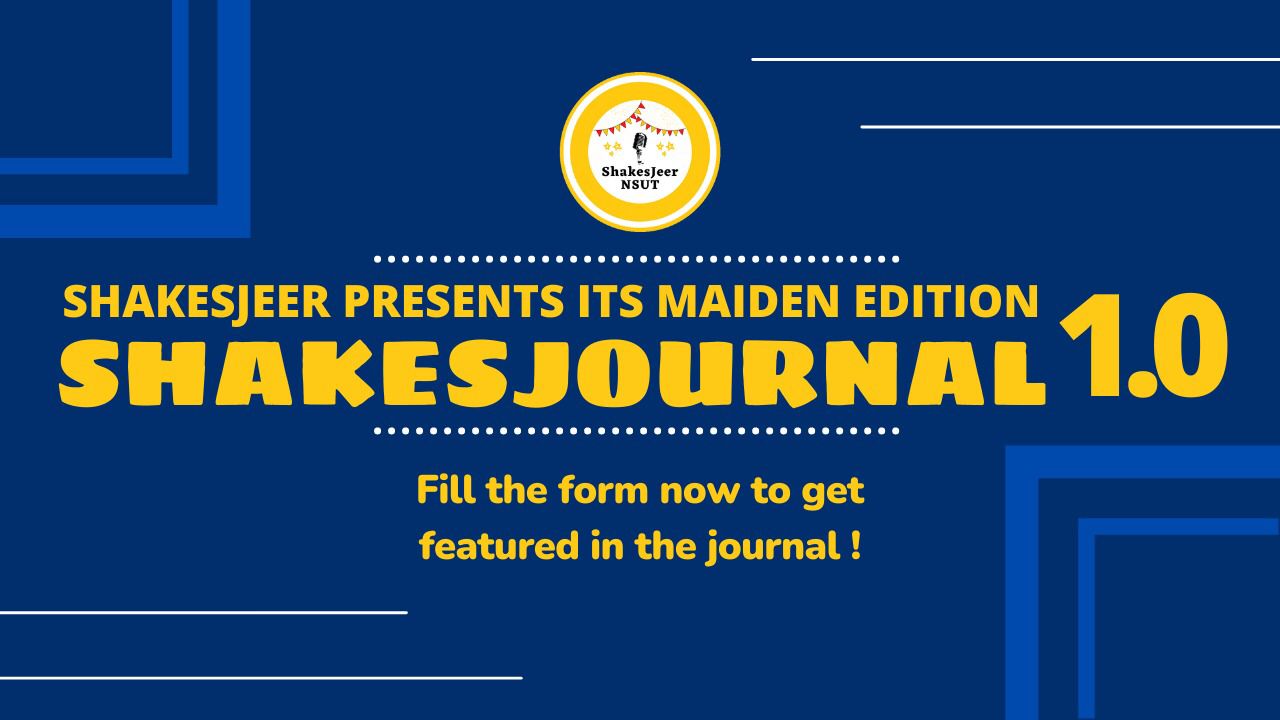 ShakesJeer
NSUT
SHAKESJEER PRESENTS ITS MAIDEN EDITION
SHAKESJOURNAL 1.0
Fill the form now to get
featured in the journal !